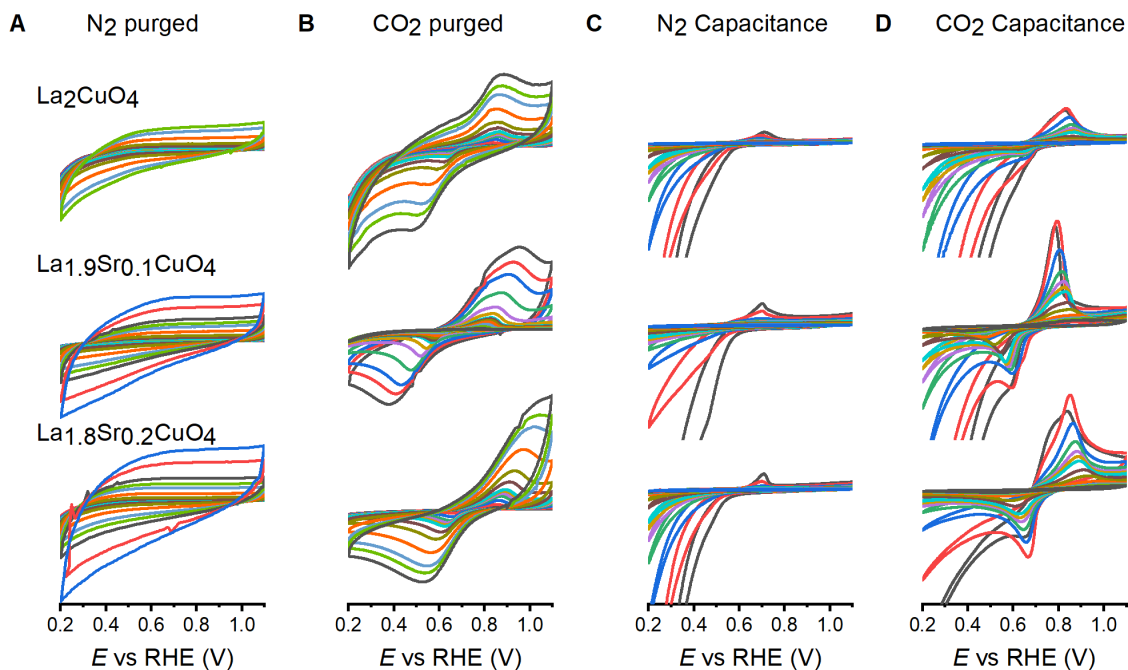 A N2 purged
B CO2 purged
C N2 Capacitance
D CO2 Capacitance
La2CuO4
La1.9Sr0.1CuO4
La1.8Sr0.2CuO4
0.2 0.4 0.6 0.8 1.0
0.2 0.4 0.6 0.8 1.0
0.2 0.4 0.6 0.8 1.0
0.2 0.4 0.6 0.8 1.0
E vs RHE (V)
E vs RHE (V)
E vs RHE (V)
E vs RHE (V)